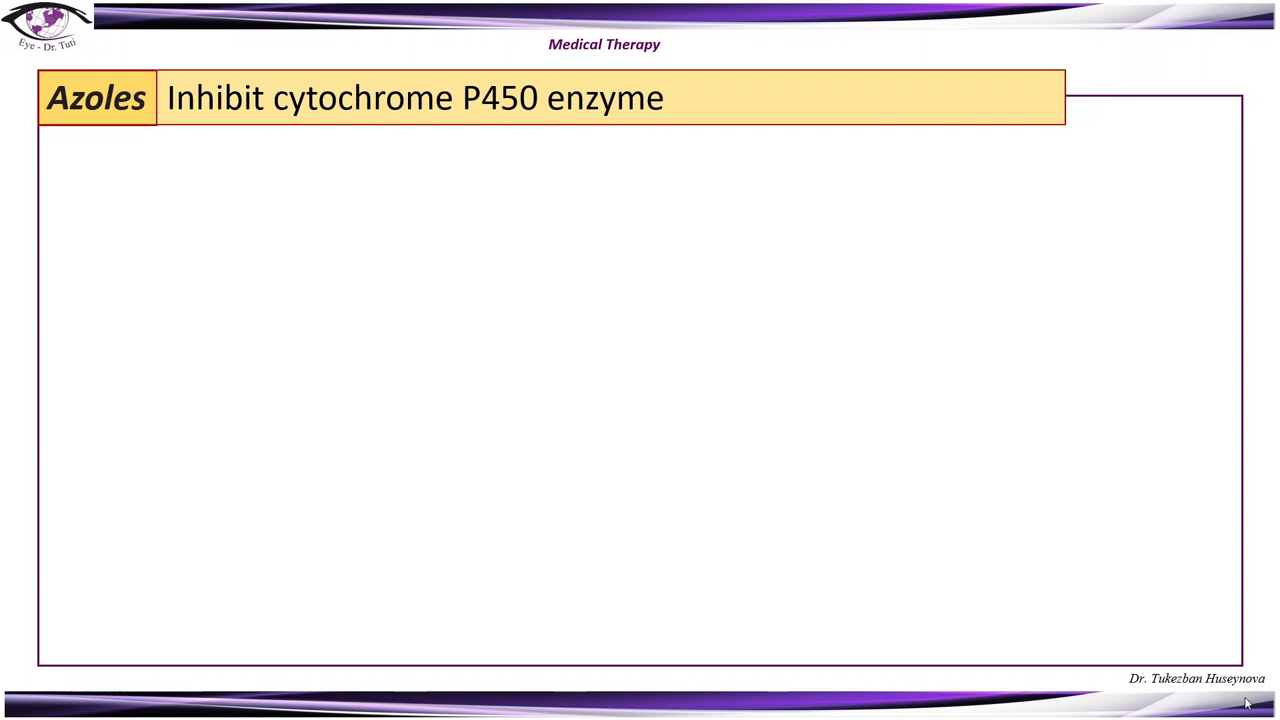 Eye - Dr. Tuti
Medical Therapy
Azoles Inhibit cytochrome P450 enzyme
Dr. Tukezban Huseynova